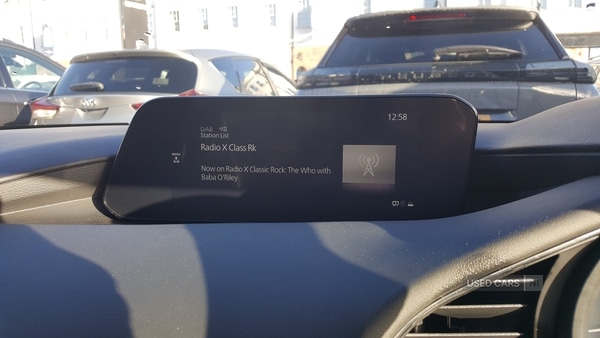 DAB
12:58
Station List
Radio X Class Rk
Now on Radio X Classic Rock: The Who with
Baba O'Riley
USED CARS NI